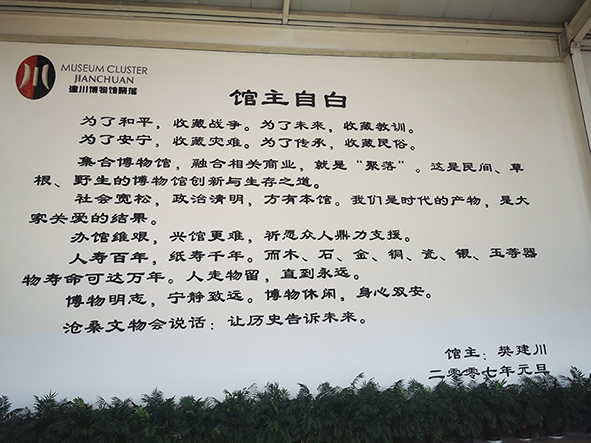 MUSEUM CLUSTER
JIANCHUAN
建川博物馆聚落
馆主自白
为了和平，收藏战争。为了未来，收藏教训。
为了安宁，收藏灾难。为了传承，收藏民俗。
集合博物馆，融合相关商业，就是“聚落”。这是民间、草
根、野生的博物馆创新与生存之道。
社会宽松，政治清明，方有本馆。我们是时代的产物，是大
家关爱的结果。
办馆维艰，兴馆更难，祈愿众人鼎力支援。
人寿百年，纸寿千年。而木、石、金、铜、瓷、银、玉等器
物寿命可达万年。人走物留，直到永远。
博物明志，宁静致远。博物休闲，身心双安。
沧桑文物会说话：让历史告诉未来。
馆主：樊建川
二零零七年元旦